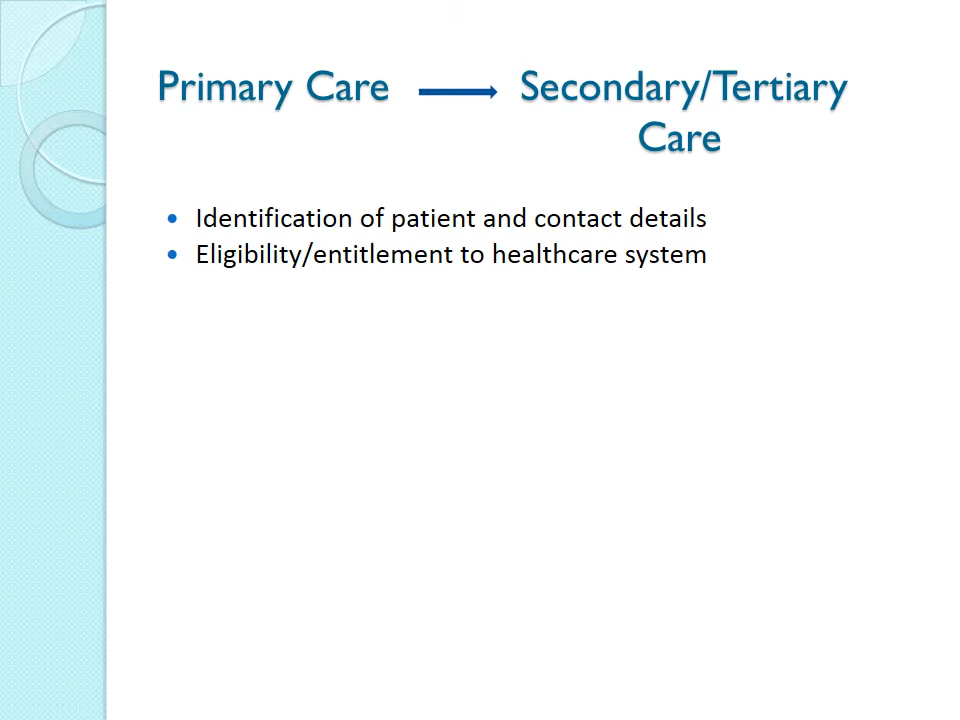 Primary Care Secondary/Tertiary
Care
• Identification of patient and contact details
• Eligibility/entitlement to healthcare system